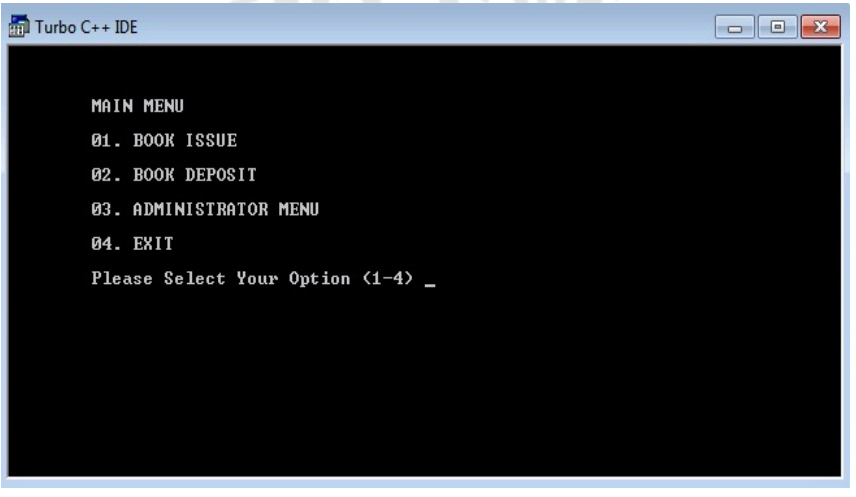 Turbo C++ IDE
MAIN MENU
01. BOOK ISSUE
02. BOOK DEPOSIT
03. ADMINISTRATOR MENU
04. EXIT
Please Select Your Option (1-4) _